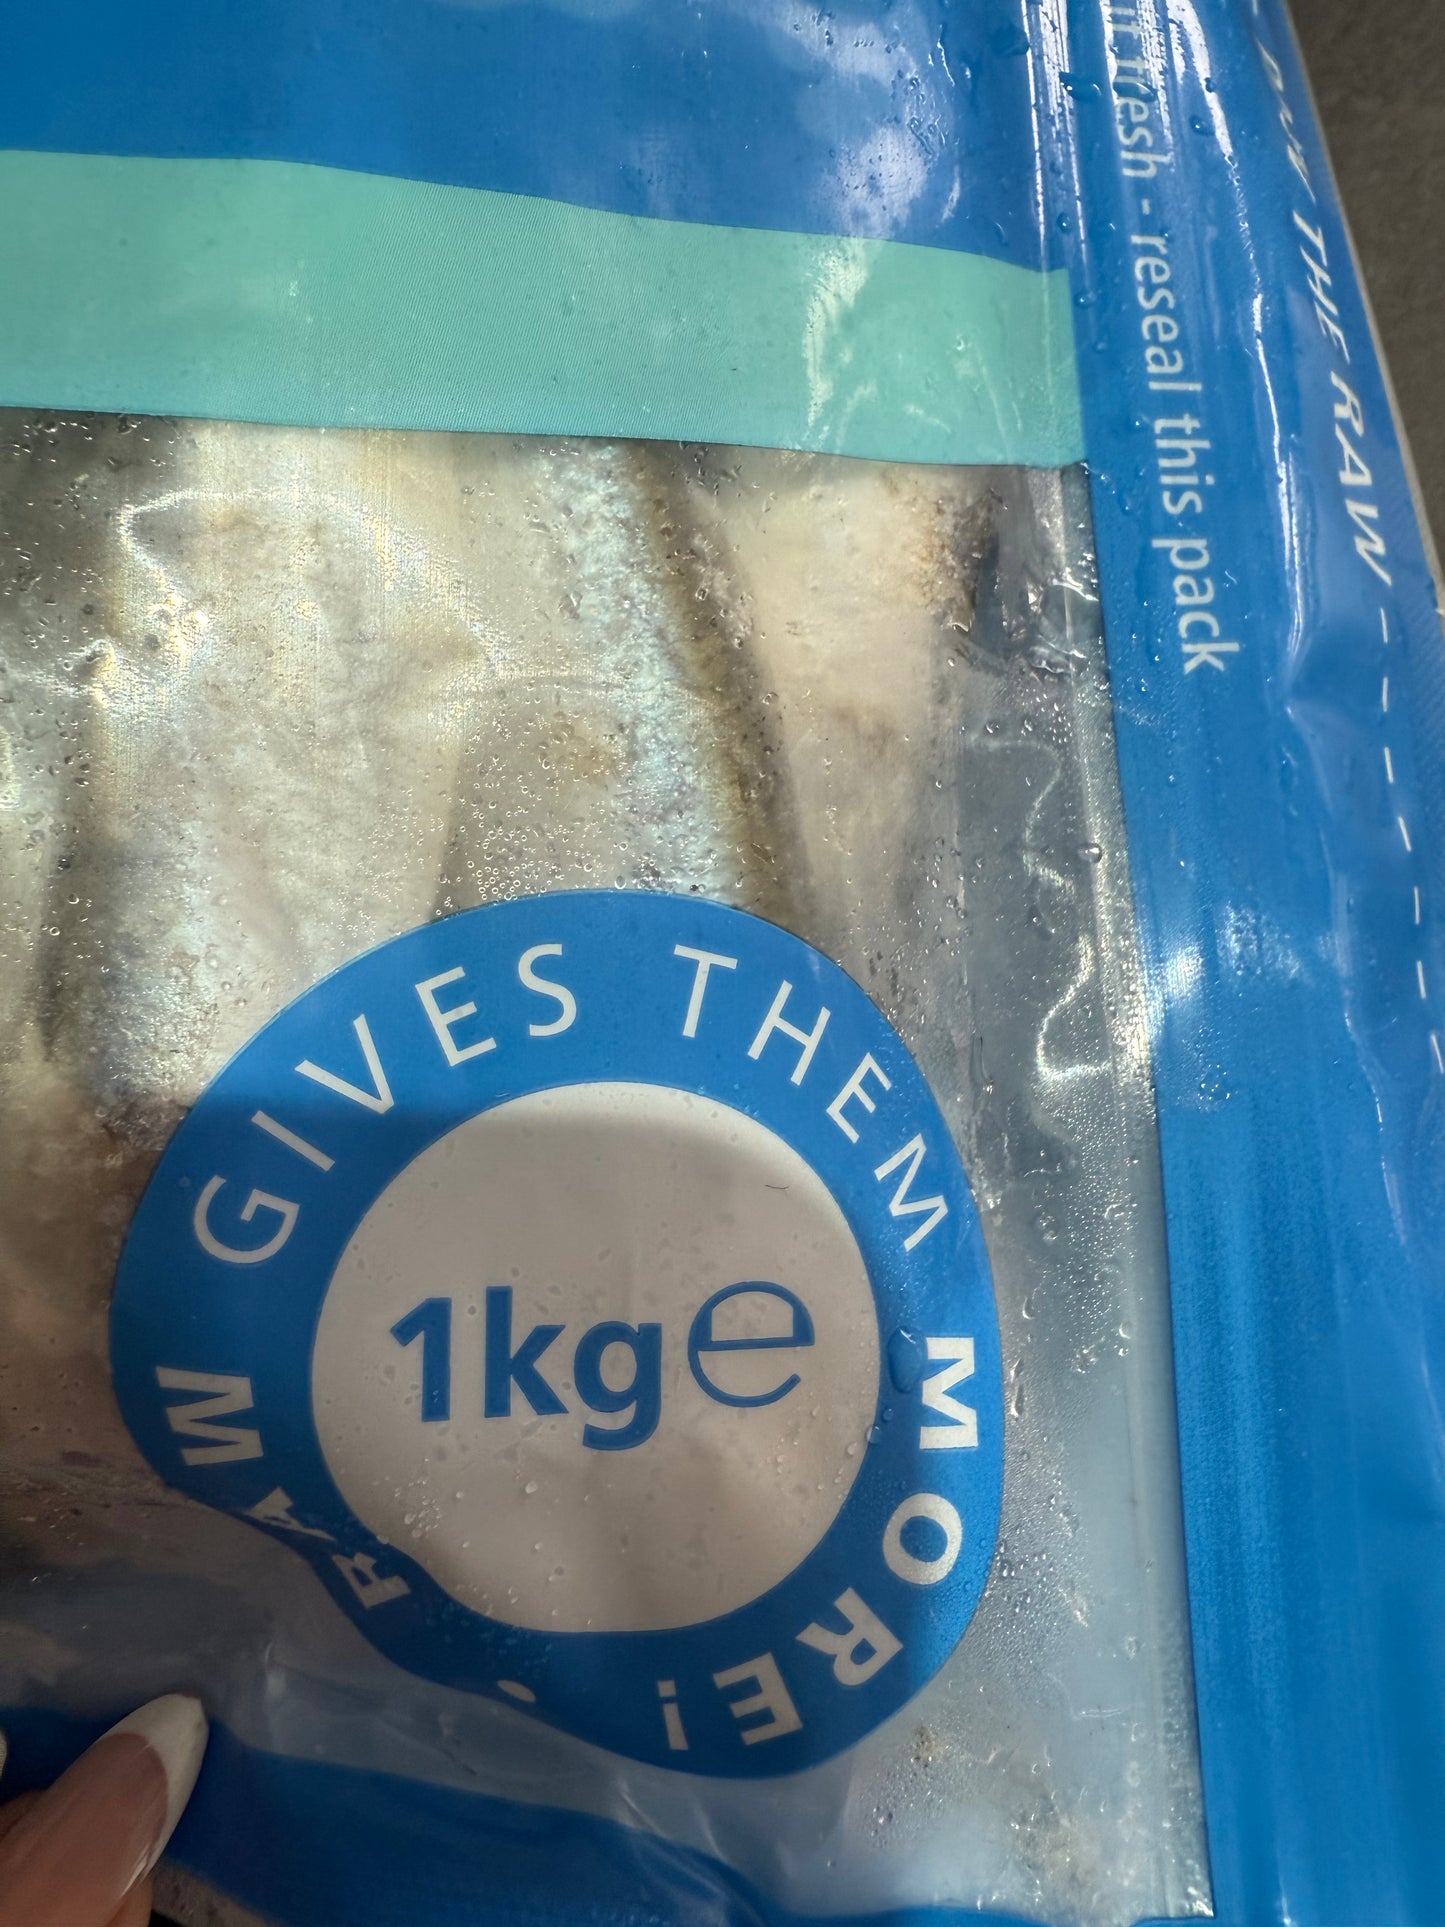 fresh - reseal this pack
THE RAW
RAW GIVES THEM MORE!
1kg℮